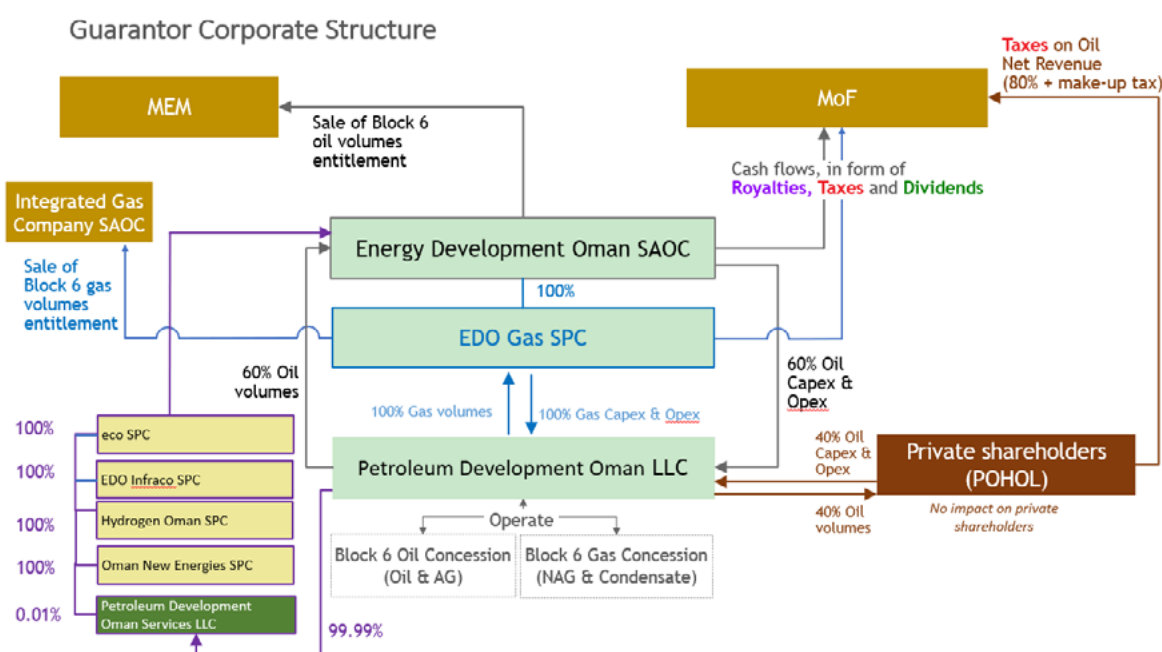 Guarantor Corporate Structure
Taxes on Oil
Net Revenue
(80% + make-up tax)
MEM
MoF
Sale of Block 6
oil volumes
entitlement
Cash flows, in form of
Royalties, Taxes and Dividends
Integrated Gas
Company SAOC
Energy Development Oman SAOC
Sale of
Block 6 gas
volumes
entitlement
100%
EDO Gas SPC
60% Oil
volumes
60% Oil
Capex &
Opex
100% Gas volumes
100% Gas Capex & Opex
100%
eco SPC
100%
EDO Infraco SPC
100%
Hydrogen Oman SPC
100%
Oman New Energies SPC
0.01%
Petroleum Development
Oman Services LLC
99.99%
Petroleum Development Oman LLC
40% Oil
Capex &
Opex
40% Oil
volumes
Private shareholders
(POHOL)
No impact on private
shareholders
Operate
Block 6 Oil Concession
(Oil & AG)
Block 6 Gas Concession
(NAG & Condensate)